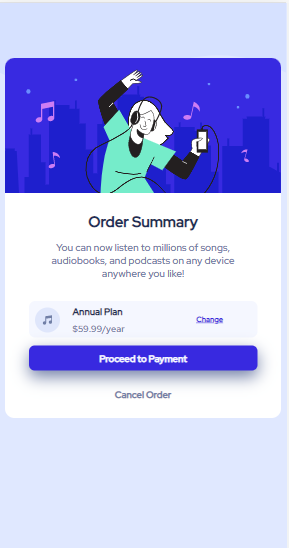 Order Summary
You can now listen to millions of songs,
audiobooks, and podcasts on any device
anywhere you like!
Annual Plan
$59.99/year
Change
Proceed to Payment
Cancel Order